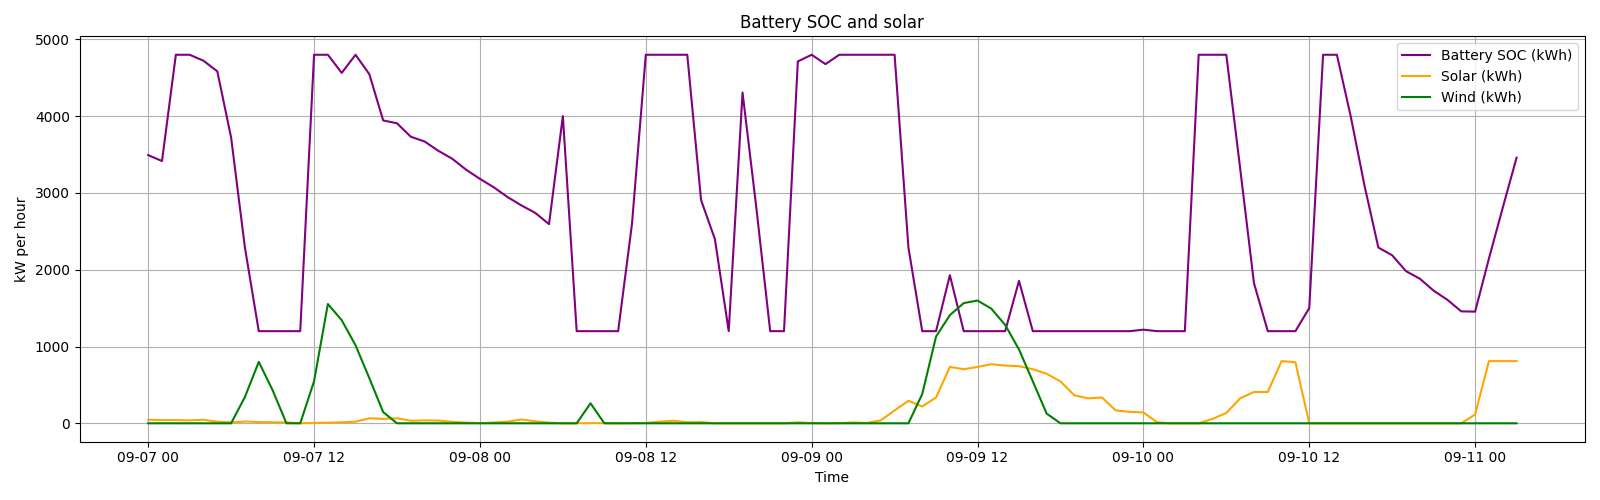 Battery SOC and solar
5000
4000
3000
2000
1000
0
kW per hour
Battery SOC (kWh)
Solar (kWh)
Wind (kWh)
09-07 00
09-07 12
09-08 00
09-08 12
09-09 00
09-09 12
09-10 00
09-10 12
09-11 00
Time